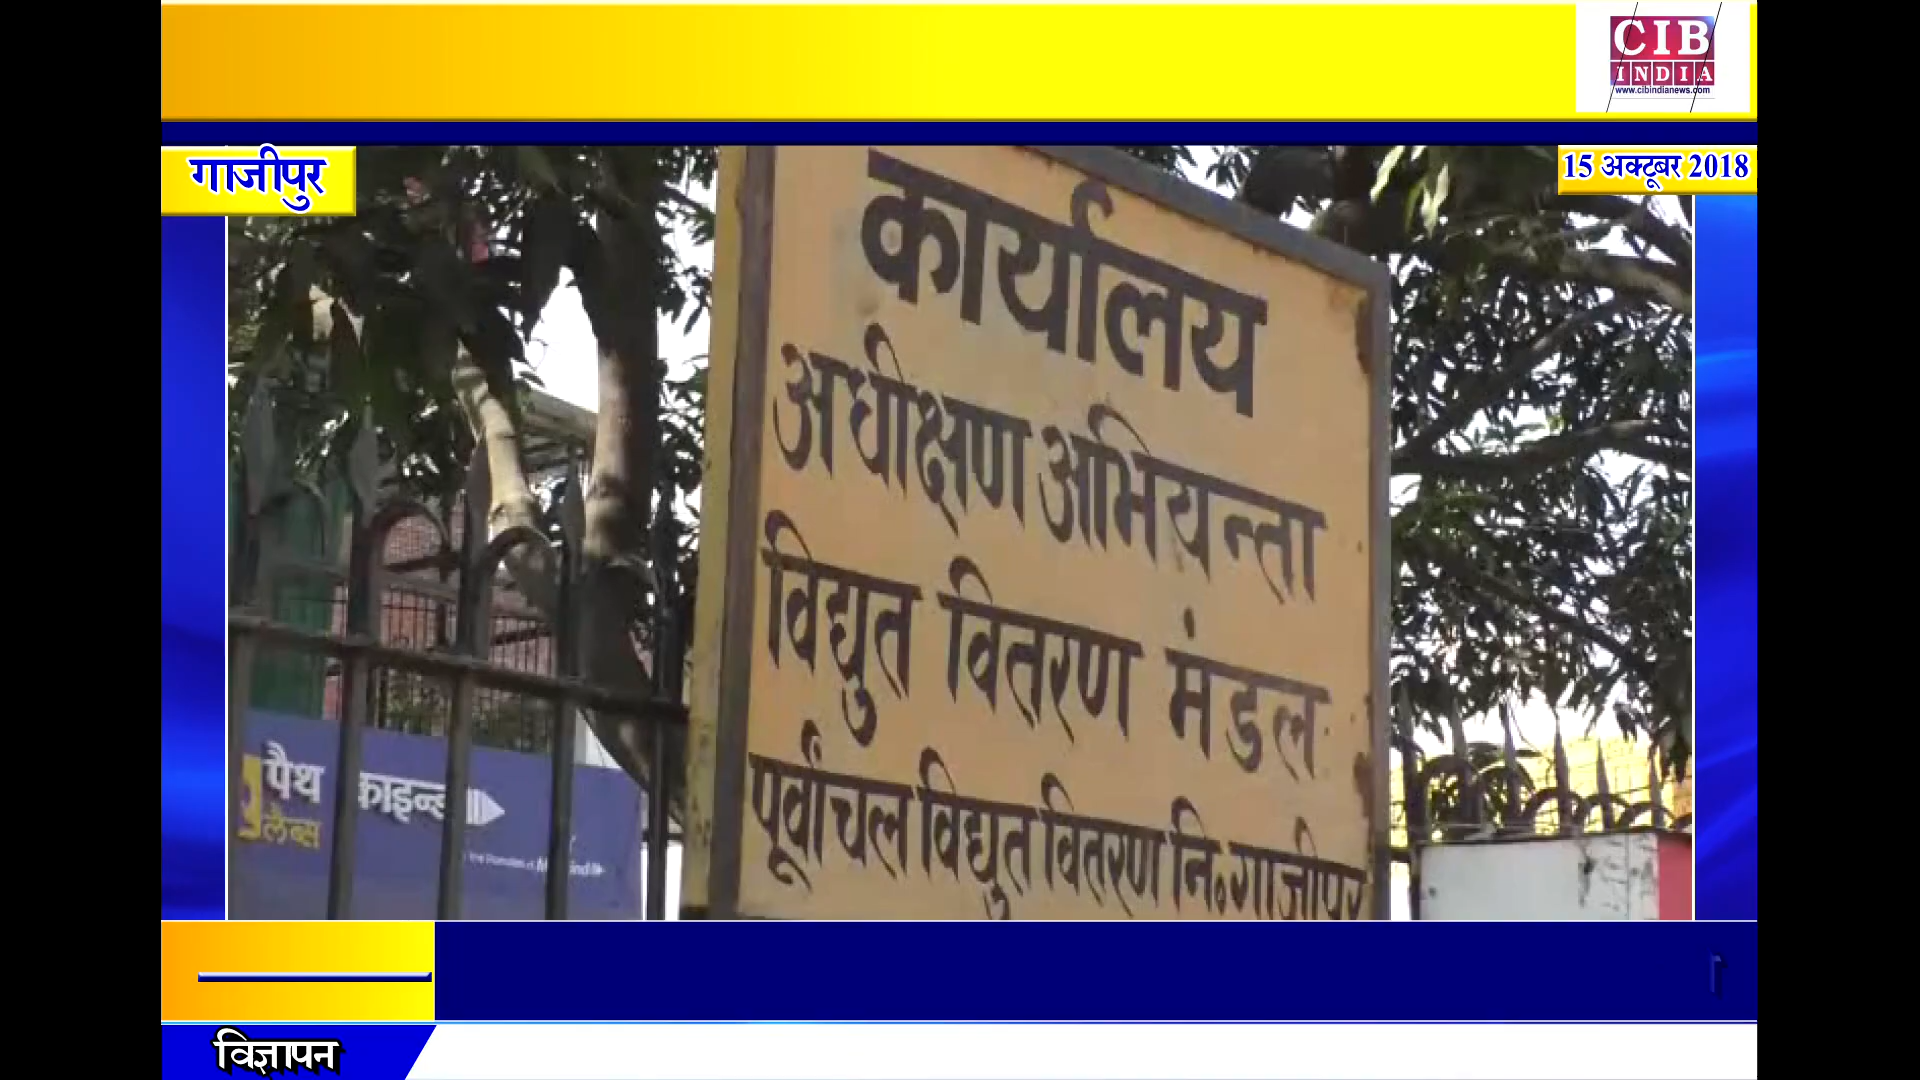 CIB
INDIA
www.cibindianews.com
गाजीपुर
15 अक्टूबर 2018
कार्यालय
अधीक्षण अभियन्ता
विद्युत वितरण मंडल
पूर्वांचल विद्युत वितरण नि॰ गाजीपुर
पैथ काइन्ड
लैब्स
विज्ञापन